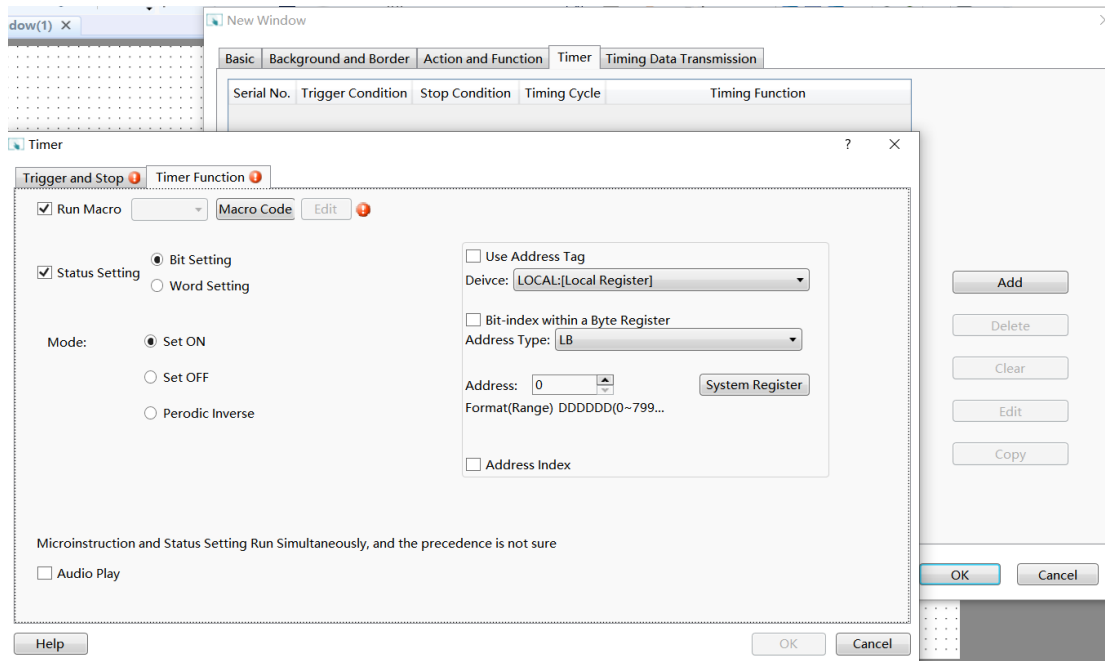 dow(1) X
New Window
Basic Background and Border Action and Function Timer Timing Data Transmission
Serial No. Trigger Condition Stop Condition Timing Cycle Timing Function
Timer ?
Trigger and Stop Timer Function
Run Macro Macro Code Edit
Status Setting
Bit Setting
Word Setting
Mode:
Set ON
Set OFF
Perodic Inverse
Use Address Tag
Deivce: LOCAL:[Local Register]
Bit-index within a Byte Register
Address Type: LB
Address: 0 System Register
Format(Range) DDDDDD(0~799...
Address Index
Microinstruction and Status Setting Run Simultaneously, and the precedence is not sure
Audio Play
Help OK Cancel
Add
Delete
Clear
Edit
Copy
OK Cancel